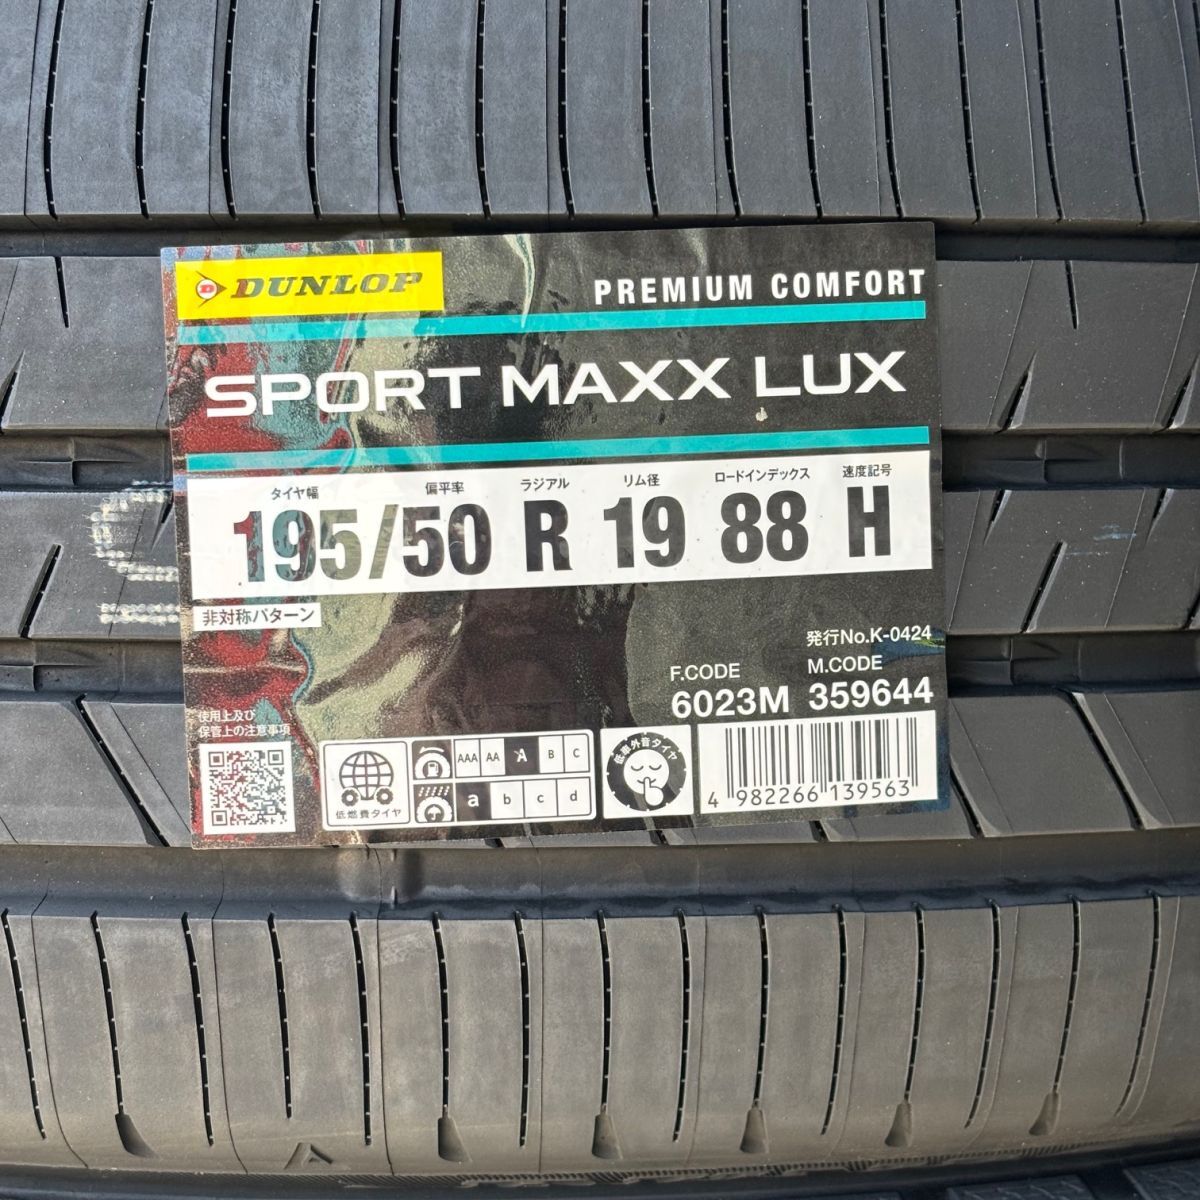 DUNLOP
PREMIUM COMFORT
SPORT MAXX LUX
タイヤ幅 偏平率 ラジアル リム径 ロードインデックス 速度記号
195/50 R 19 88 H
非対称パターン
発行No.K-0424
F.CODE M.CODE
6023M 359644
使用上及び
保管上の注意事項
AAA AA A B C
a b c d
低燃費タイヤ
低車外音タイヤ
4 982266 139563